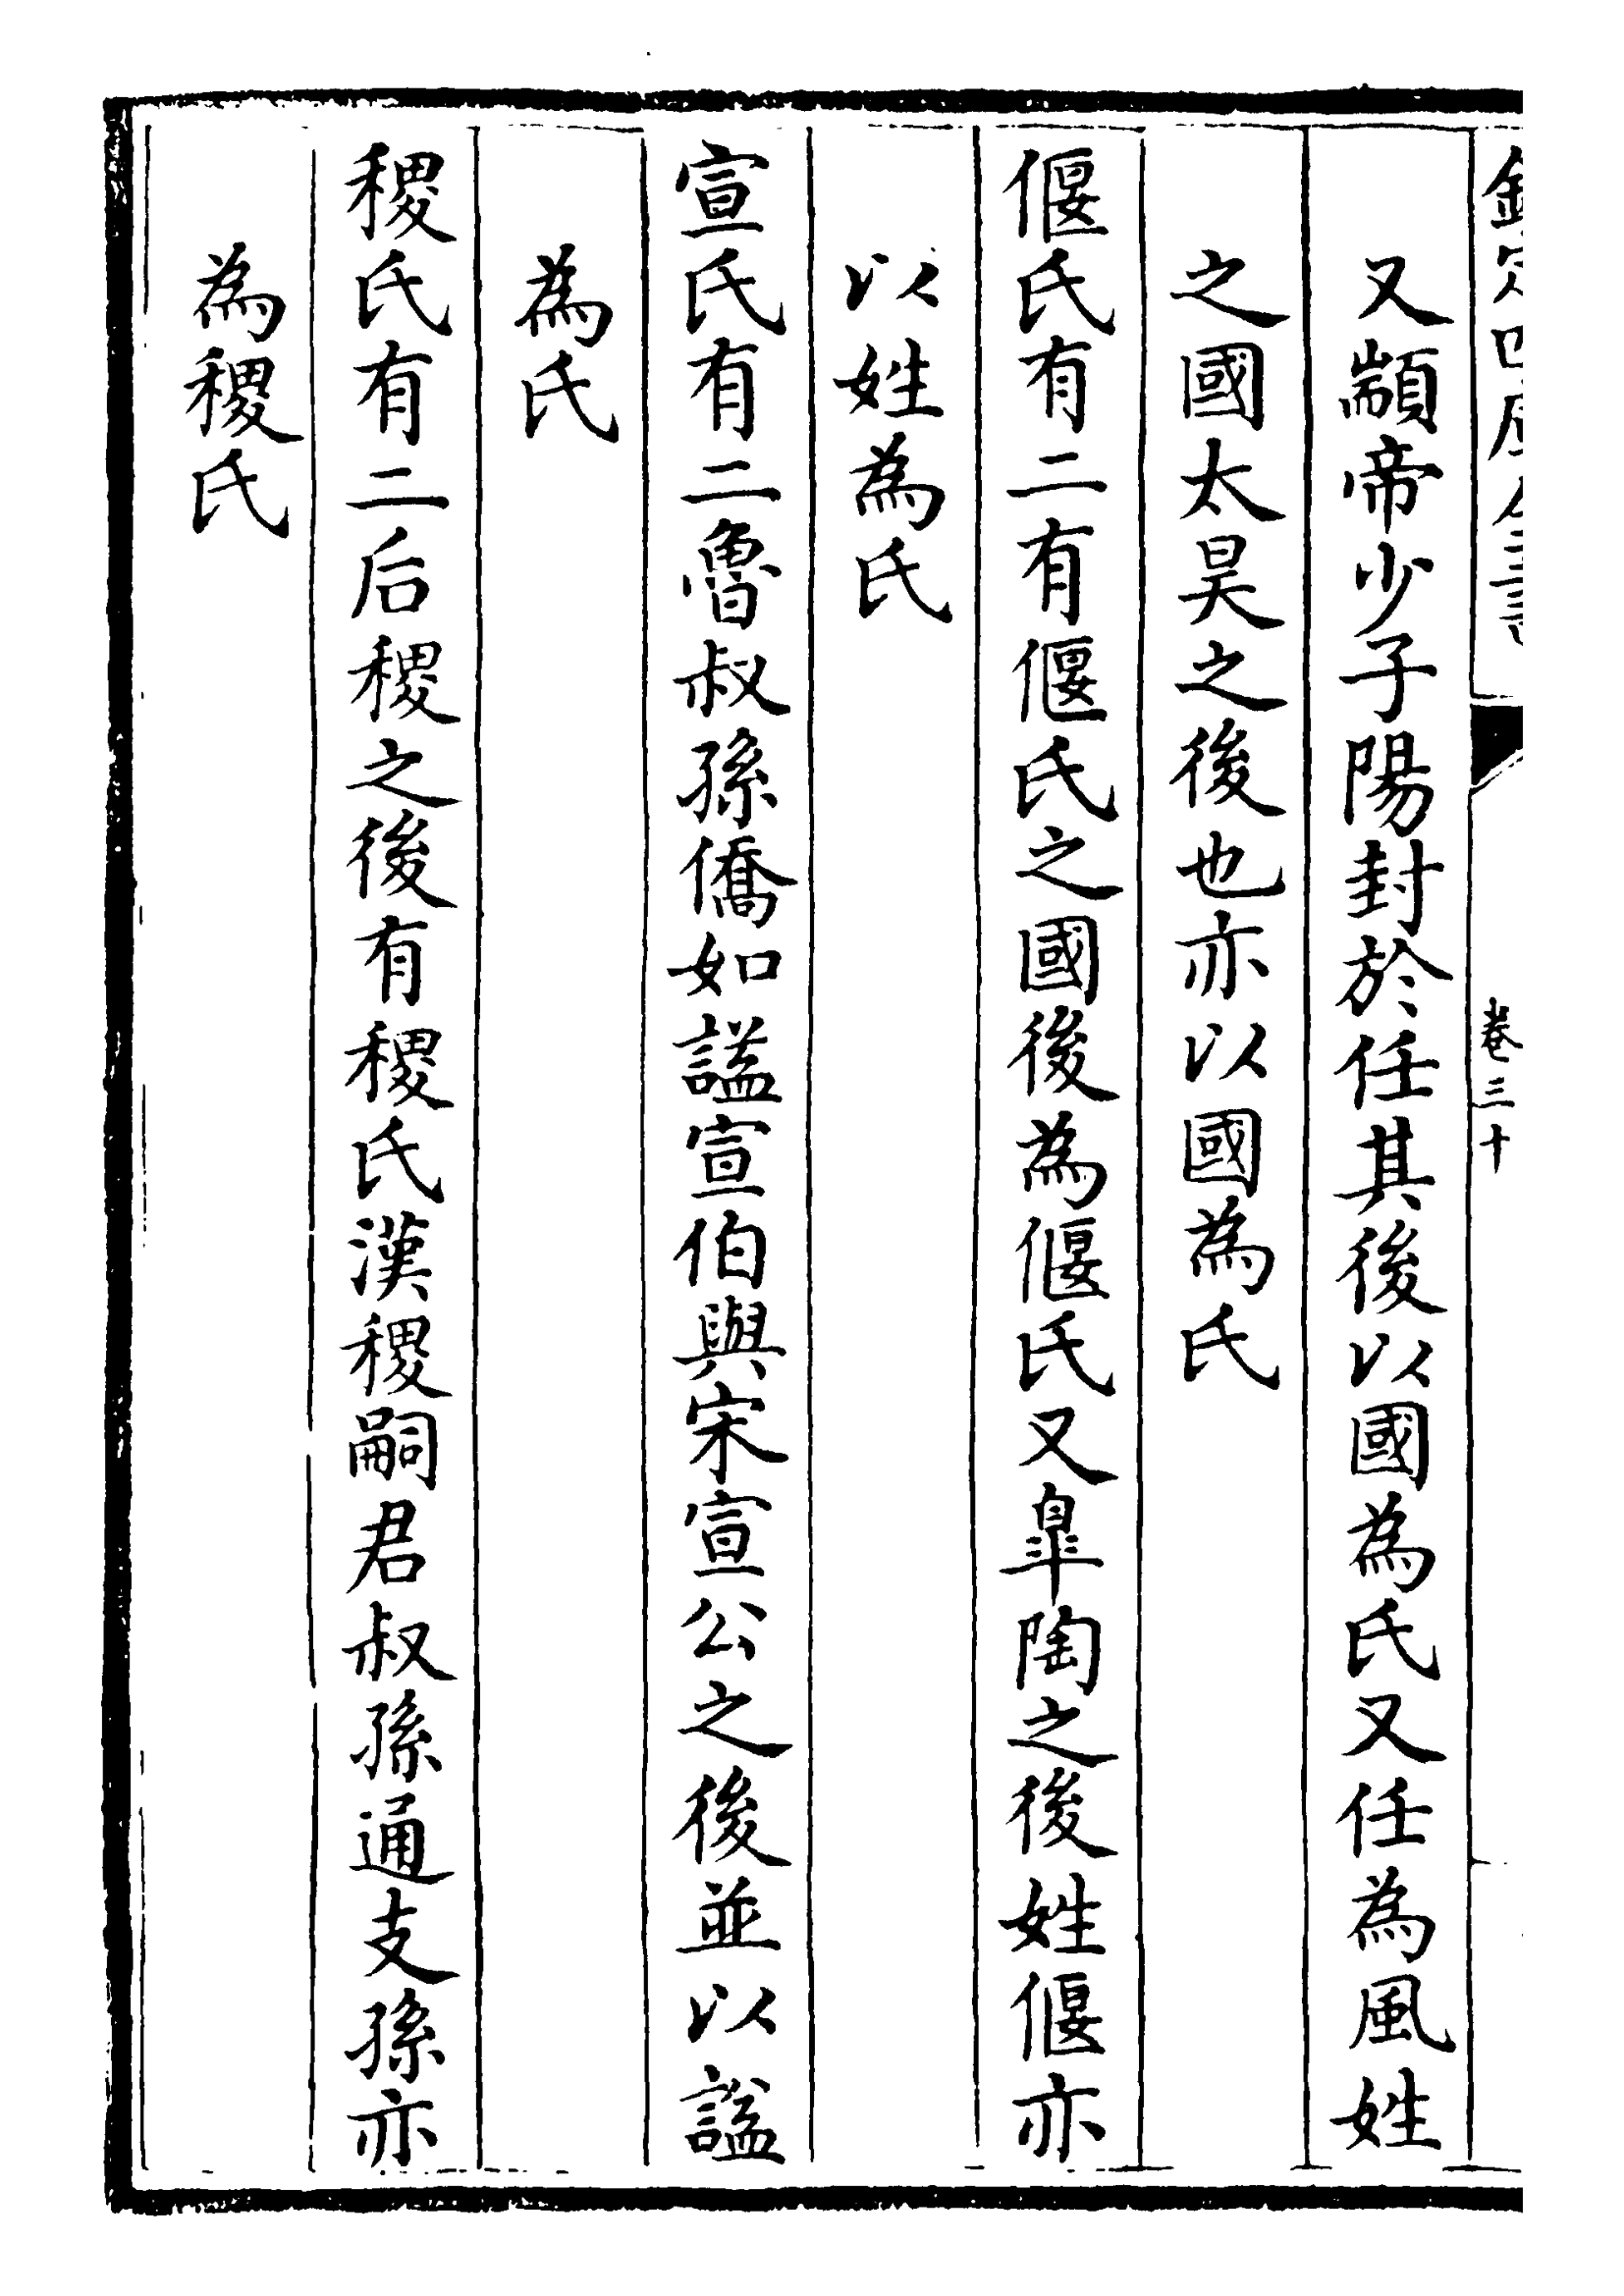 欽定四庫全書
卷三十
又顓帝少子陽封於任其後以國為氏又任為風姓
之國太昊之後也亦以國為氏
偃氏有二有偃氏之國後為偃氏又臯陶之後姓偃亦
以姓為氏
宣氏有二魯叔孫僑如諡宣伯與宋宣公之後並以諡
為氏
稷氏有二后稷之後有稷氏漢稷嗣君叔孫通支孫亦
為稷氏